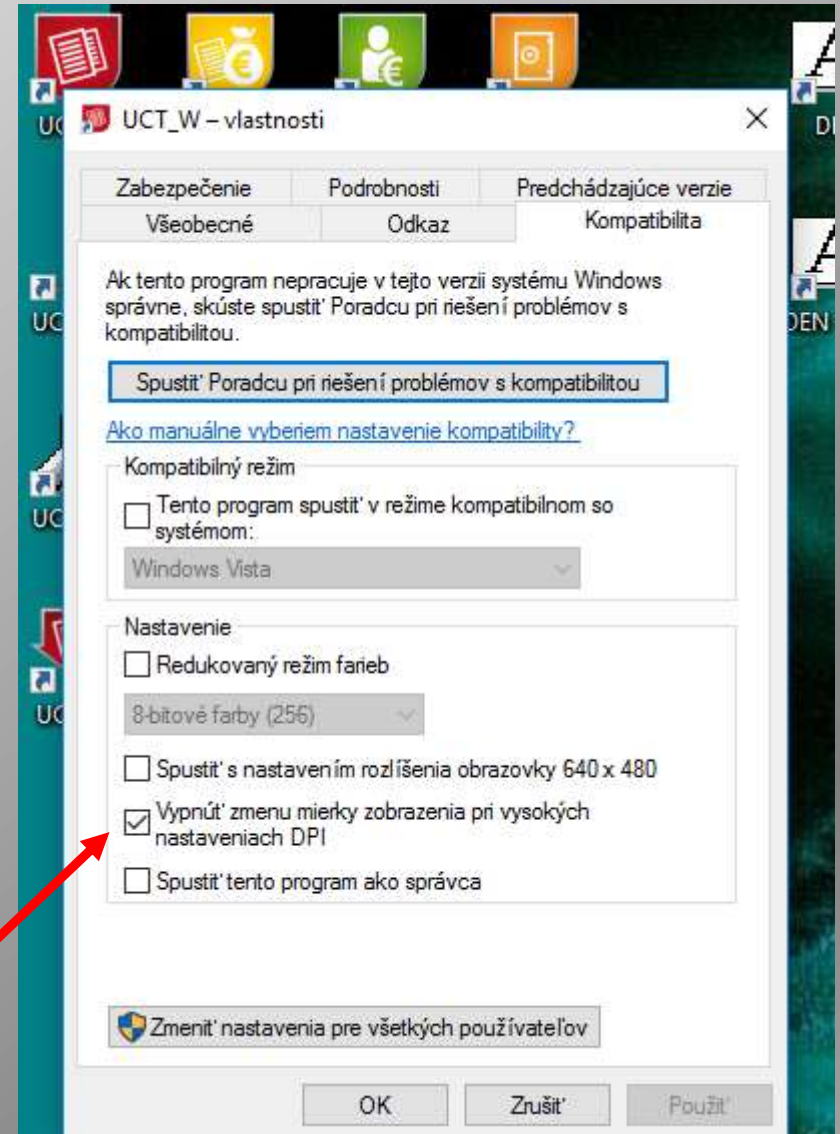 UCT_W – vlastnosti
Zabezpečenie Podrobnosti Predchádzajúce verzie
Všeobecné Odkaz Kompatibilita
Ak tento program nepracuje v tejto verzii systému Windows
správne, skúste spustiť Poradcu pri riešení problémov s
kompatibilitou.
Spustiť Poradcu pri riešení problémov s kompatibilitou
Ako manuálne vyberiem nastavenie kompatibility?
Kompatibilný režim
Tento program spustiť v režime kompatibilnom so
systémom:
Windows Vista
Nastavenie
Redukovaný režim farieb
8-bitové farby (256)
Spustiť s nastavením rozlíšenia obrazovky 640 x 480
Vypnúť zmenu mierky zobrazenia pri vysokých
nastaveniach DPI
Spustiť tento program ako správca
Zmeniť nastavenia pre všetkých používateľov
OK Zrušiť Použiť